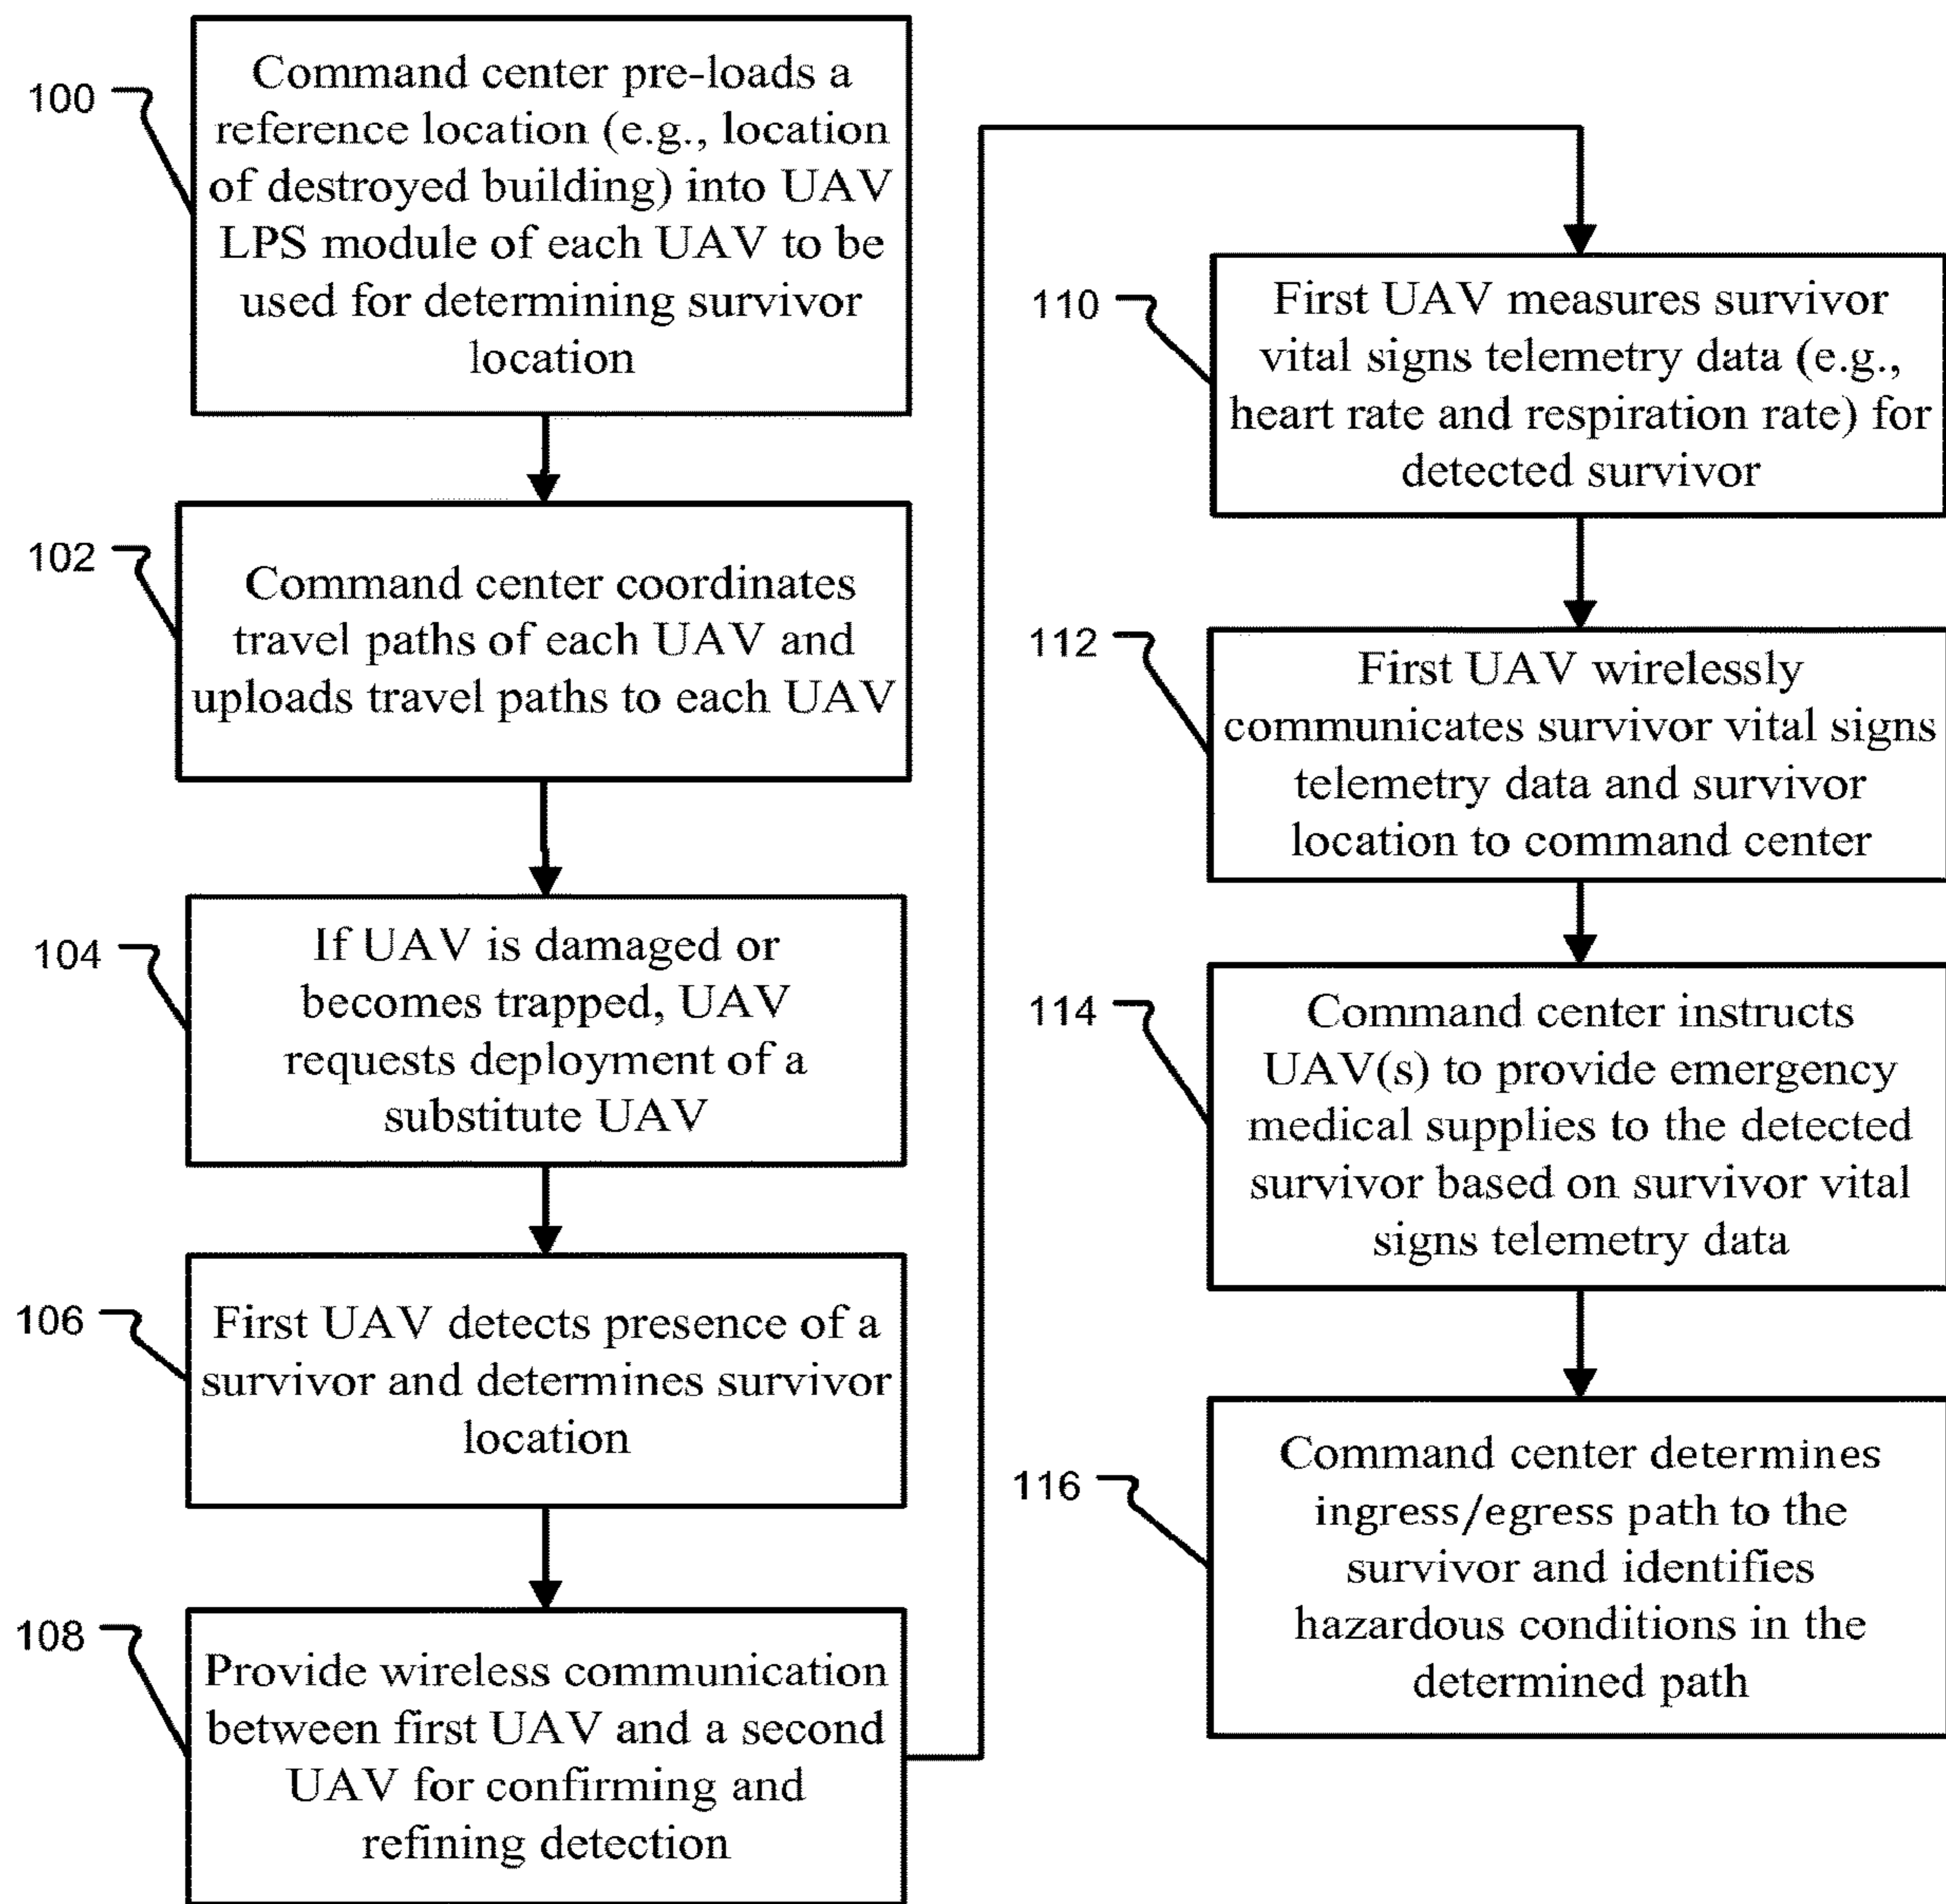 100
Command center pre-loads a
reference location (e.g., location
of destroyed building) into UAV
LPS module of each UAV to be
used for determining survivor
location
102
Command center coordinates
travel paths of each UAV and
uploads travel paths to each UAV
104
If UAV is damaged or
becomes trapped, UAV
requests deployment of a
substitute UAV
106
First UAV detects presence of a
survivor and determines survivor
location
108
Provide wireless communication
between first UAV and a second
UAV for confirming and
refining detection
110
First UAV measures survivor
vital signs telemetry data (e.g.,
heart rate and respiration rate) for
detected survivor
112
First UAV wirelessly
communicates survivor vital signs
telemetry data and survivor
location to command center
114
Command center instructs
UAV(s) to provide emergency
medical supplies to the detected
survivor based on survivor vital
signs telemetry data
116
Command center determines
ingress/egress path to the
survivor and identifies
hazardous conditions in the
determined path